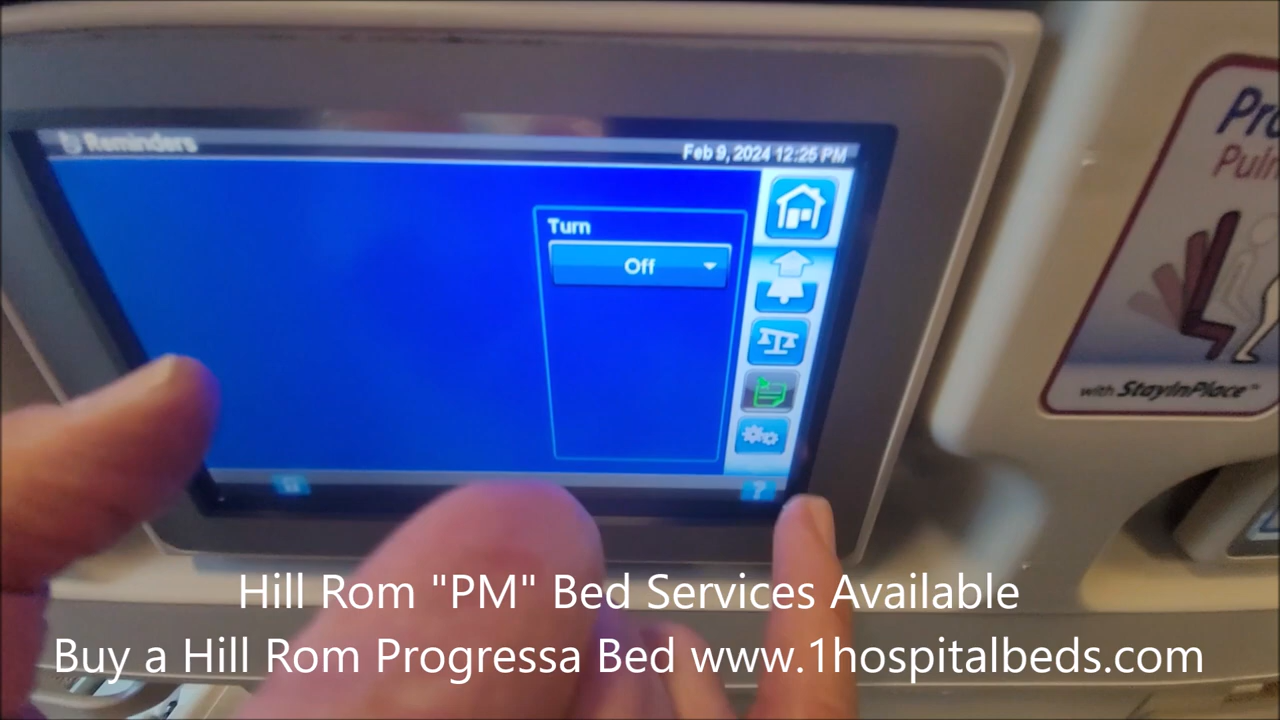 Reminders
Feb 9, 2024 12:25 PM
Turn
Off
?
with StayInPlace™
Hill Rom "PM" Bed Services Available
Buy a Hill Rom Progressa Bed www.1hospitalbeds.com